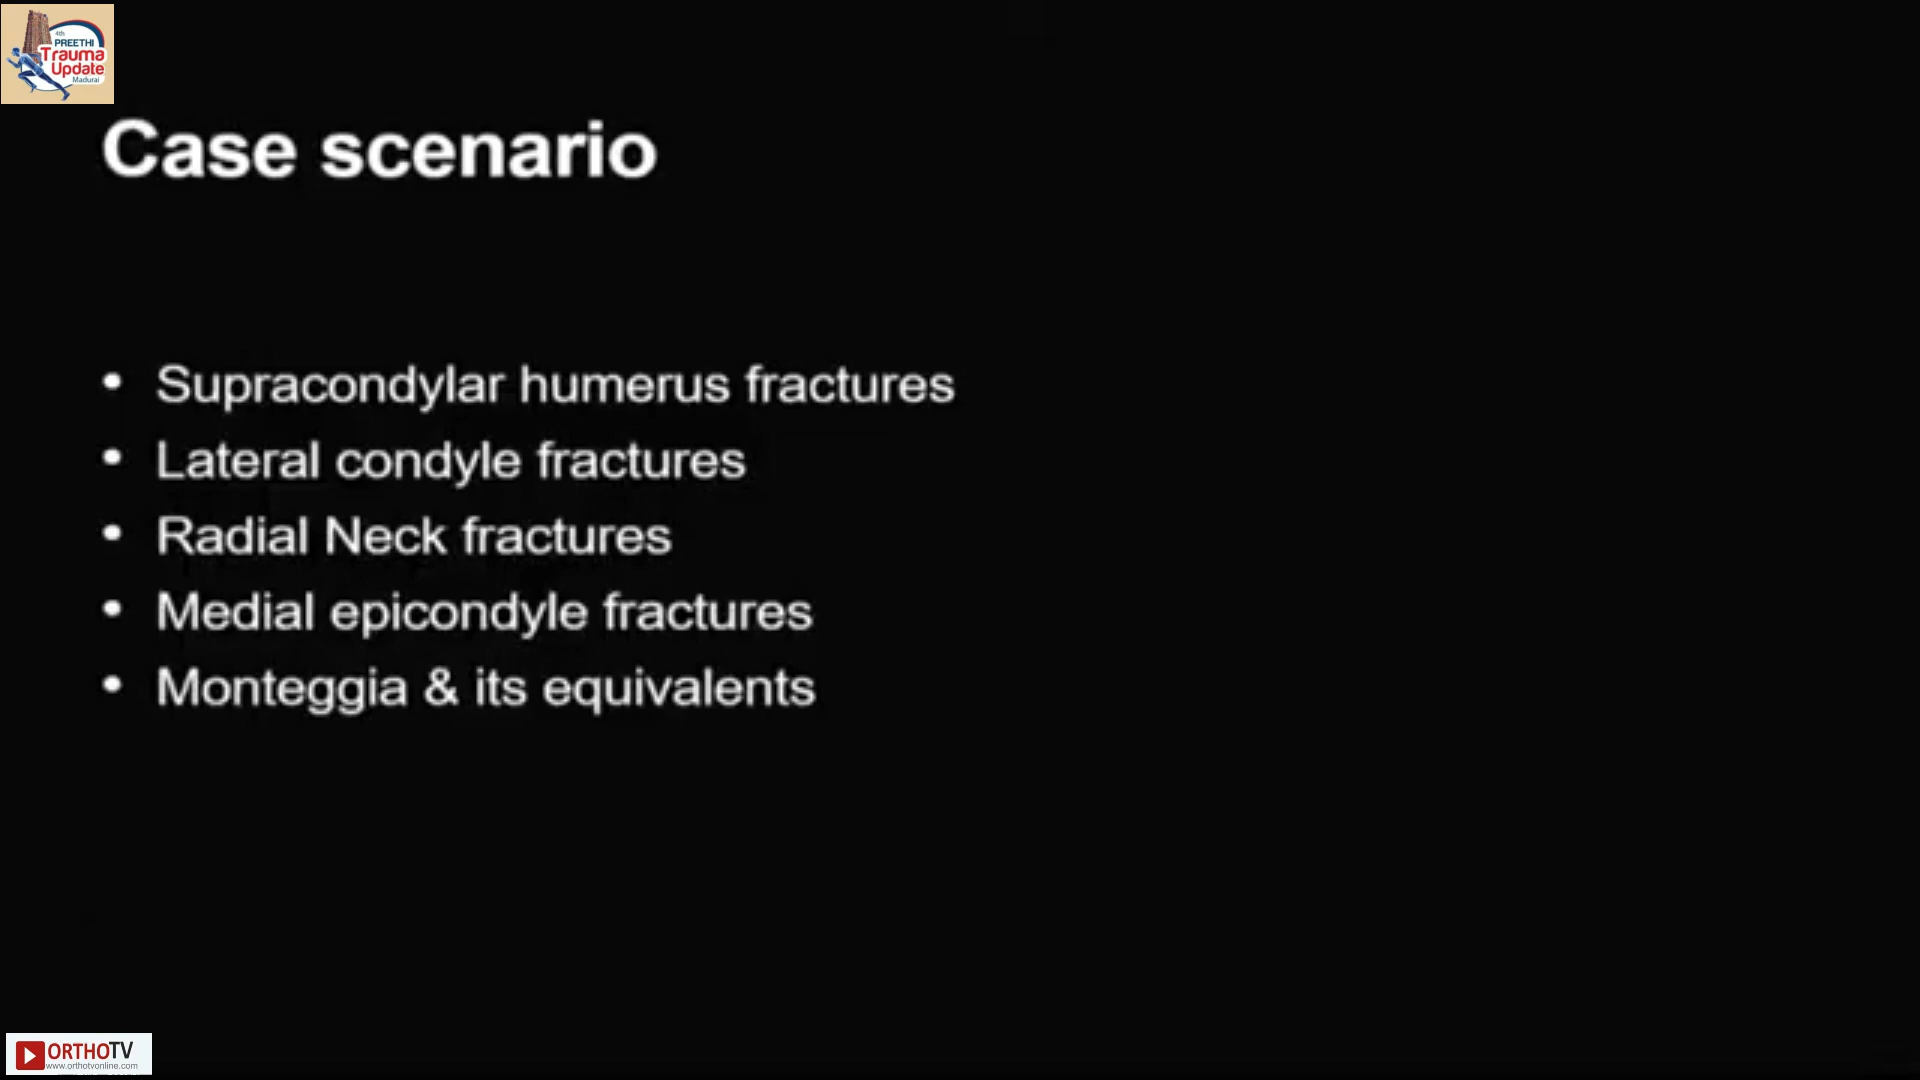 4th
PREETHI
Trauma
Update
Madurai
Case scenario
• Supracondylar humerus fractures
• Lateral condyle fractures
• Radial Neck fractures
• Medial epicondyle fractures
• Monteggia & its equivalents
ORTHOTV
www.orthotvonline.com